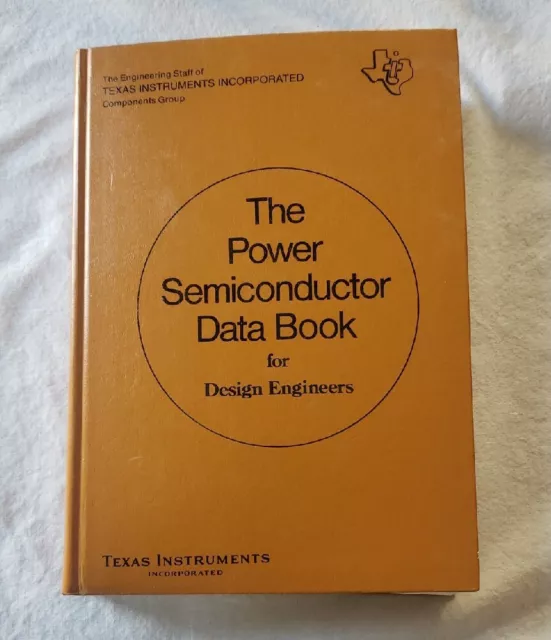 The Engineering Staff of
TEXAS INSTRUMENTS INCORPORATED
Components Group
The
Power
Semiconductor
Data Book
for
Design Engineers
TEXAS INSTRUMENTS
INCORPORATED